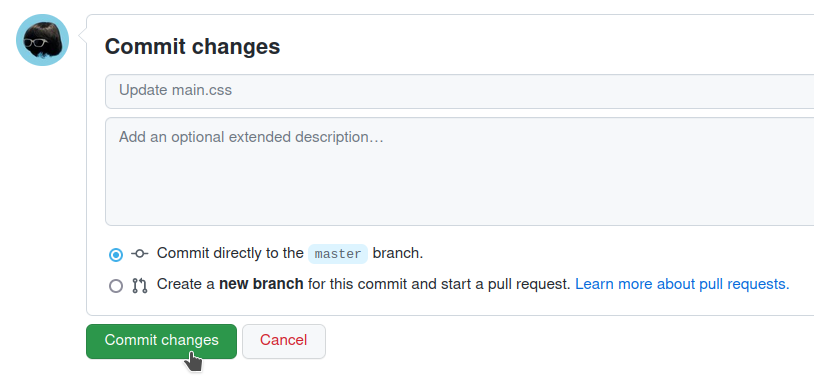 Commit changes
Update main.css
Add an optional extended description…
Commit directly to the master branch.
Create a new branch for this commit and start a pull request. Learn more about pull requests.
Commit changes Cancel